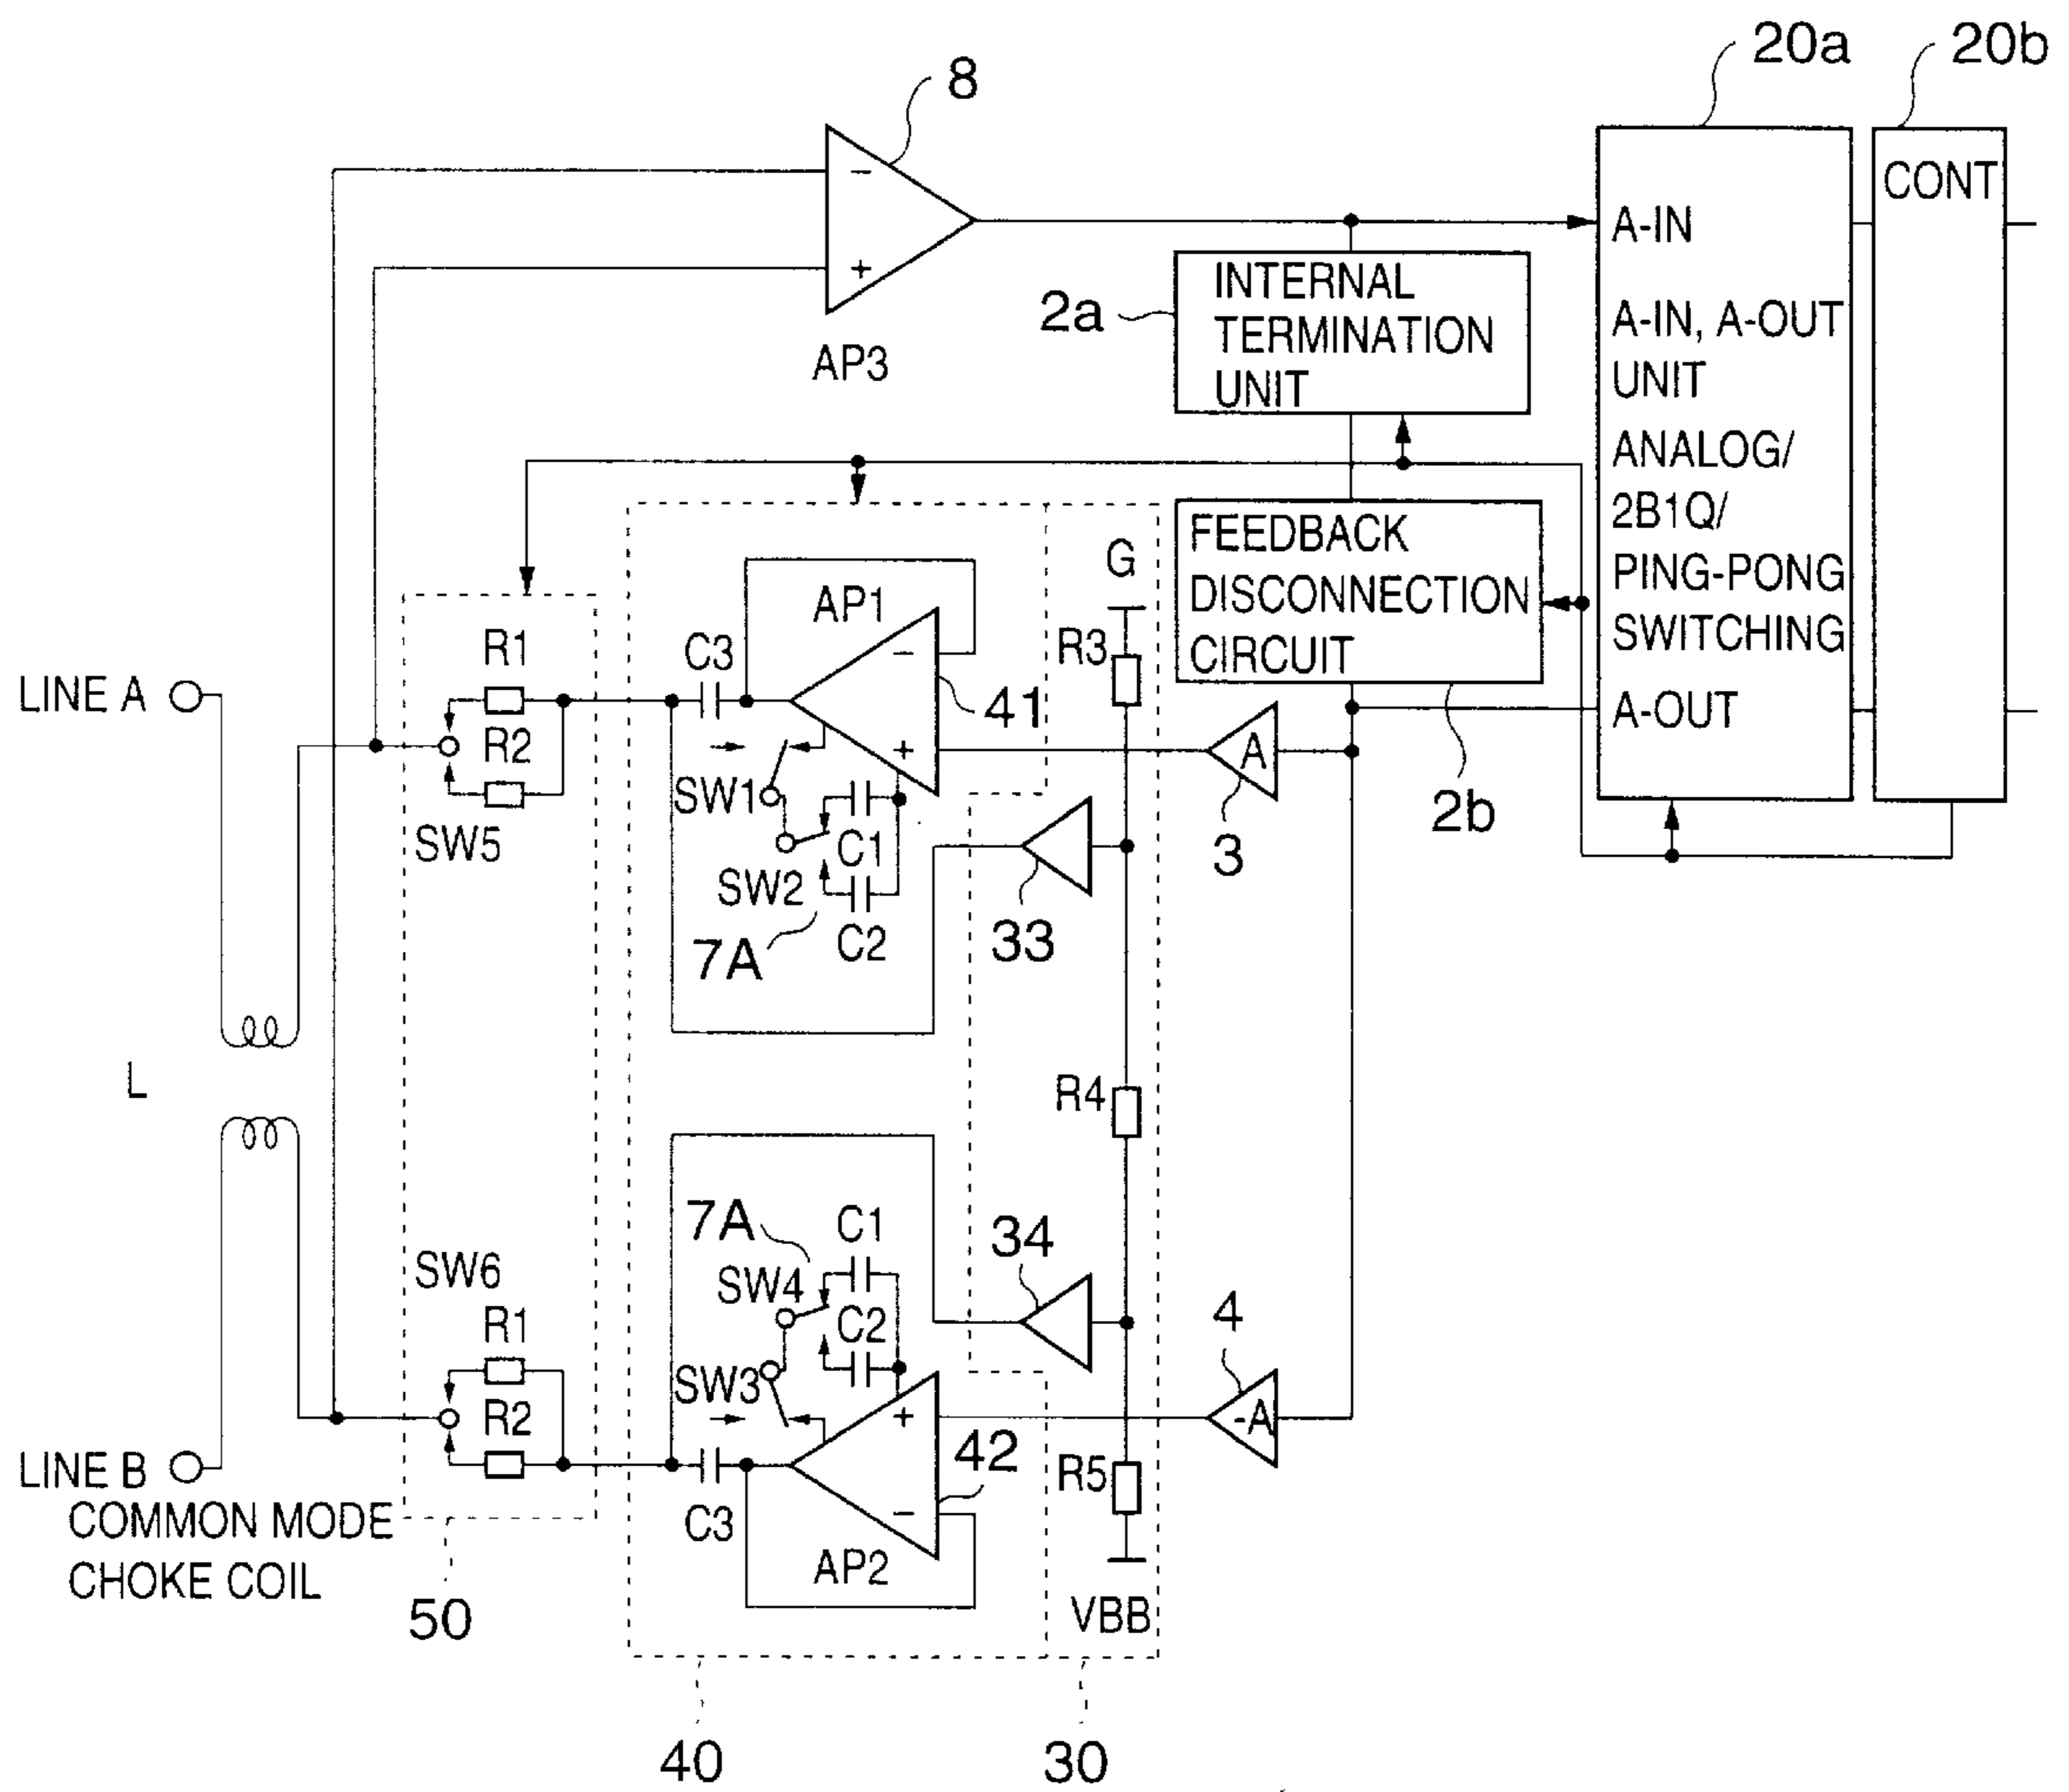 20a
20b
8
CONT
−
A-IN
+
INTERNAL
TERMINATION
UNIT
2a
A-IN, A-OUT
UNIT
AP3
ANALOG/
2B1Q/
PING-PONG
SWITCHING
FEEDBACK
DISCONNECTION
CIRCUIT
G
AP1
R1
C3
−
R3
LINE A
41
A-OUT
R2
+
A
SW1
2b
SW5
C1
3
SW2
33
7A
C2
L
R4
7A
C1
34
SW6
SW4
R1
C2
4
SW3
R2
+
-A
42
LINE B
R5
COMMON MODE
CHOKE COIL
C3
−
AP2
50
VBB
40
30